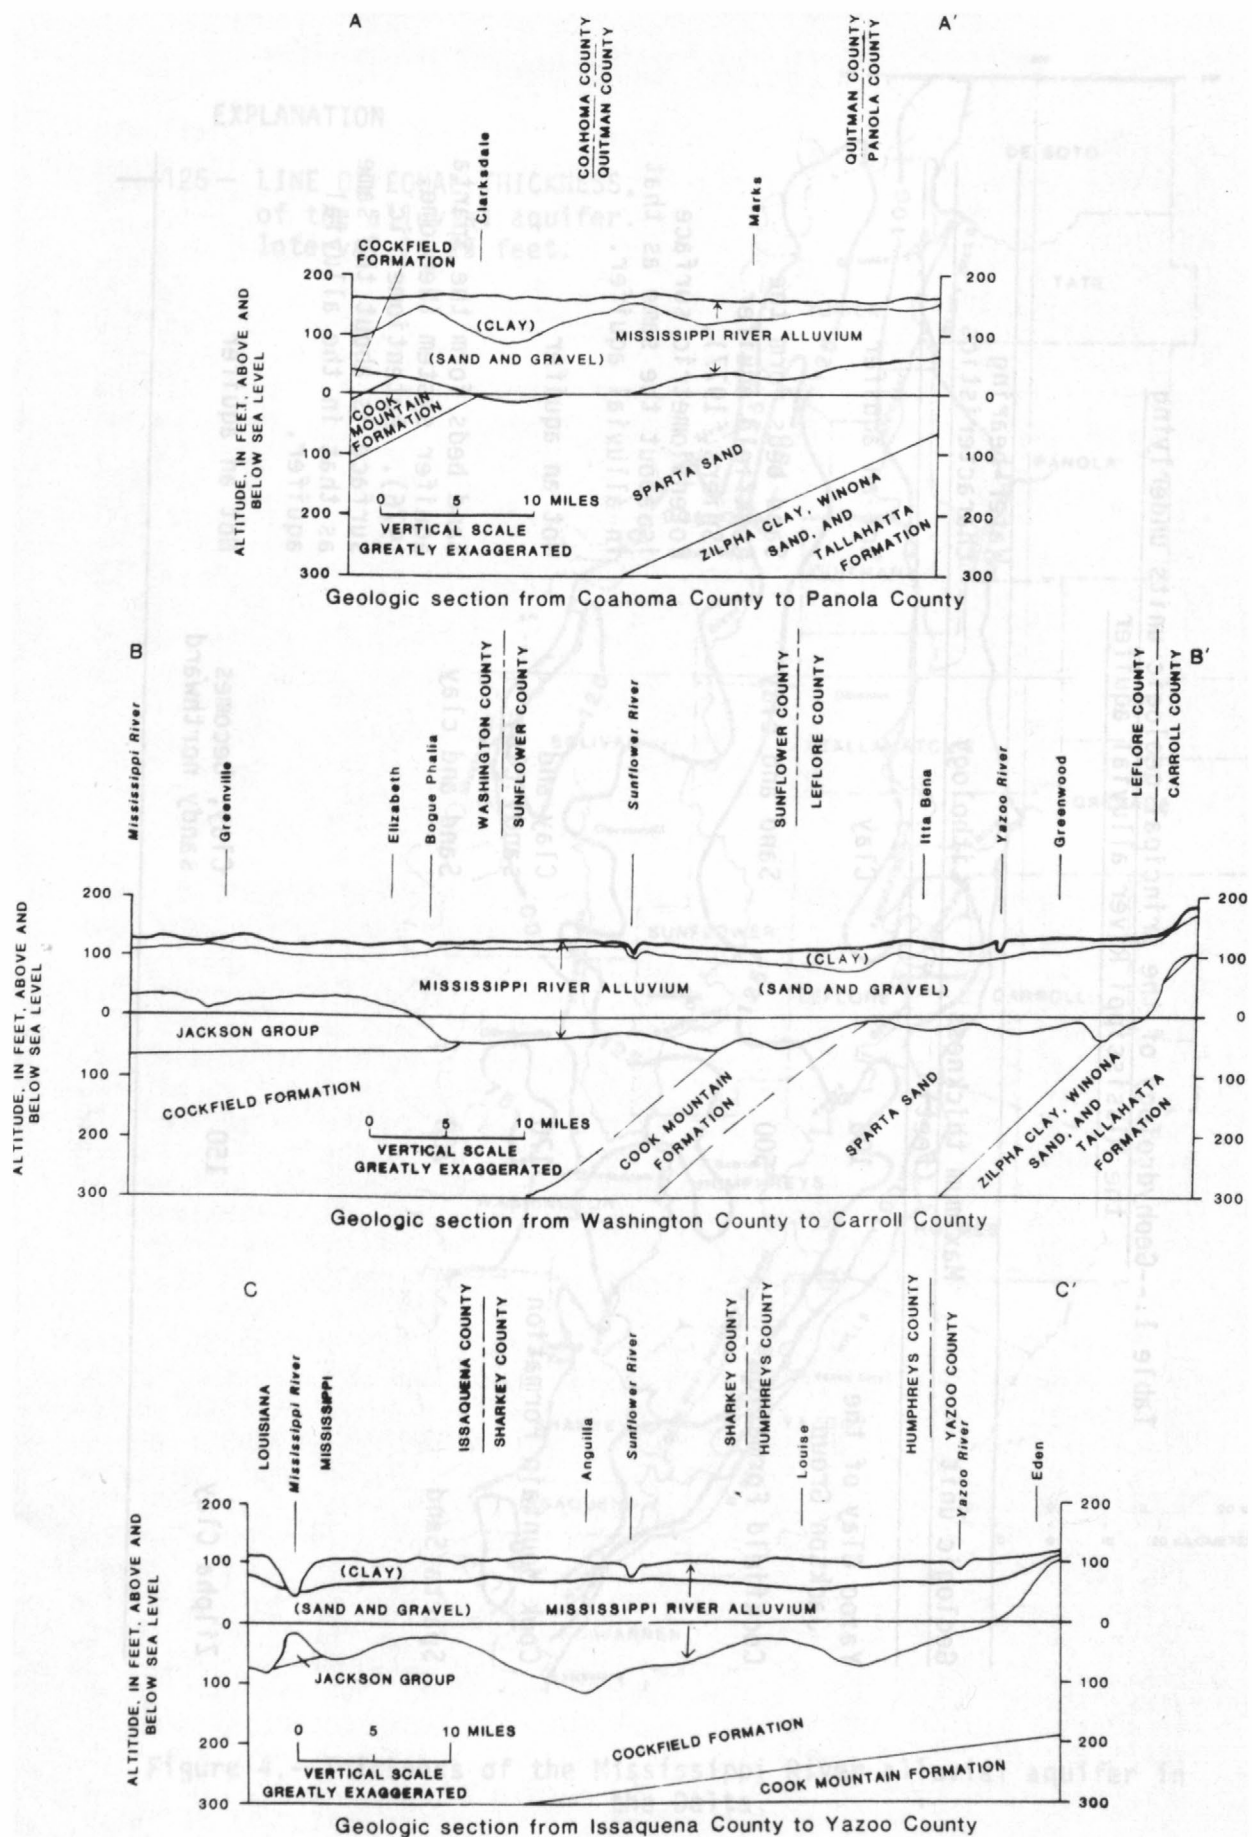 A
A'
COAHOMA COUNTY
QUITMAN COUNTY
QUITMAN COUNTY
PANOLA COUNTY
Clarksdale
Marks
COCKFIELD
FORMATION
200
100
0
100
200
300
200
100
0
100
200
300
ALTITUDE, IN FEET, ABOVE AND
BELOW SEA LEVEL
(CLAY)
(SAND AND GRAVEL)
MISSISSIPPI RIVER ALLUVIUM
COOK
MOUNTAIN
FORMATION
SPARTA SAND
ZILPHA CLAY, WINONA
SAND, AND
TALLAHATTA
FORMATION
0 5 10 MILES
VERTICAL SCALE
GREATLY EXAGGERATED
Geologic section from Coahoma County to Panola County
B
B'
Mississippi River
Greenville
Elizabeth
Bogue Phalia
WASHINGTON COUNTY
SUNFLOWER COUNTY
Sunflower River
SUNFLOWER COUNTY
LEFLORE COUNTY
Itta Bena
Yazoo River
Greenwood
LEFLORE COUNTY
CARROLL COUNTY
200
100
0
100
200
300
200
100
0
100
200
300
ALTITUDE, IN FEET, ABOVE AND
BELOW SEA LEVEL
MISSISSIPPI RIVER ALLUVIUM
(CLAY)
(SAND AND GRAVEL)
JACKSON GROUP
COCKFIELD FORMATION
COOK MOUNTAIN
FORMATION
SPARTA SAND
ZILPHA CLAY, WINONA
SAND, AND
TALLAHATTA
FORMATION
0 5 10 MILES
VERTICAL SCALE
GREATLY EXAGGERATED
Geologic section from Washington County to Carroll County
C
C'
LOUISIANA
Mississippi River
MISSISSIPPI
ISSAQUENA COUNTY
SHARKEY COUNTY
Anguilla
Sunflower River
SHARKEY COUNTY
HUMPHREYS COUNTY
Louise
HUMPHREYS COUNTY
YAZOO COUNTY
Yazoo River
Eden
200
100
0
100
200
300
200
100
0
100
200
300
ALTITUDE, IN FEET, ABOVE AND
BELOW SEA LEVEL
(CLAY)
(SAND AND GRAVEL)
MISSISSIPPI RIVER ALLUVIUM
JACKSON GROUP
COCKFIELD FORMATION
COOK MOUNTAIN FORMATION
0 5 10 MILES
VERTICAL SCALE
GREATLY EXAGGERATED
Geologic section from Issaquena County to Yazoo County